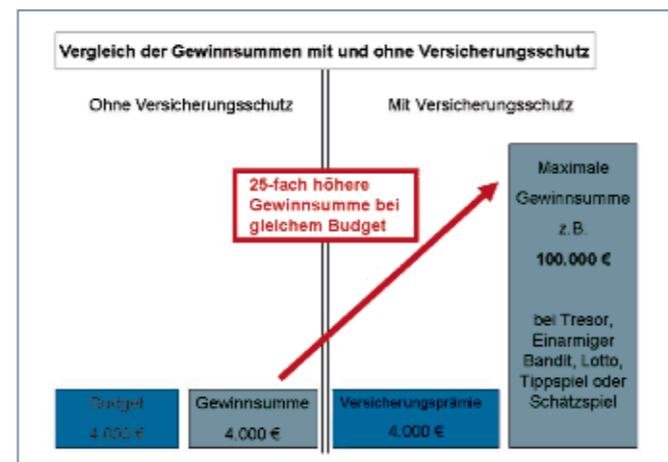 Vergleich der Gewinnsummen mit und ohne Versicherungsschutz
Ohne Versicherungsschutz
Mit Versicherungsschutz
25-fach höhere
Gewinnsumme bei
gleichem Budget
Maximale
Gewinnsumme
z.B.
100.000 €
bei Tresor,
Einarmiger
Bandit, Lotto,
Tippspiel oder
Schätzspiel
Budget
4.000 €
Gewinnsumme
4.000 €
Versicherungsprämie
4.000 €